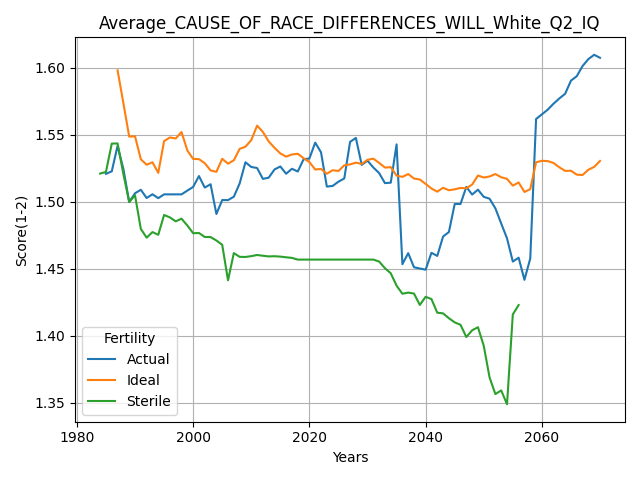 Average_CAUSE_OF_RACE_DIFFERENCES_WILL_White_Q2_IQ
1.60
1.55
1.50
1.45
1.40
1.35
Score(1-2)
Fertility
Actual
Ideal
Sterile
1980
2000
2020
2040
2060
Years